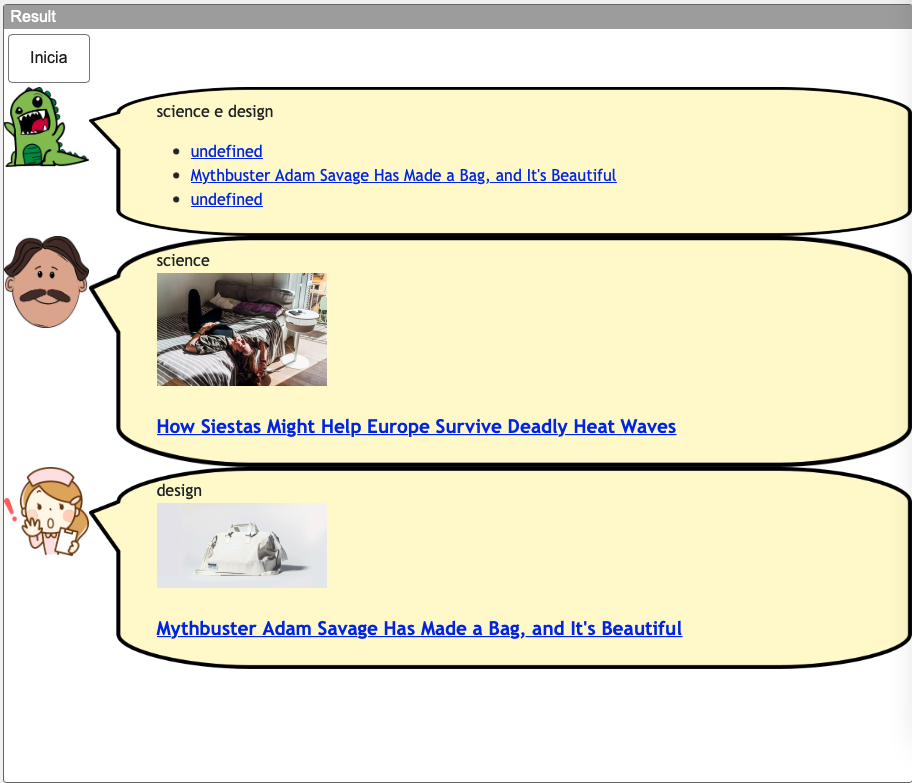 Result
Inicia
science e design
undefined
Mythbuster Adam Savage Has Made a Bag, and It's Beautiful
undefined
science
How Siestas Might Help Europe Survive Deadly Heat Waves
design
Mythbuster Adam Savage Has Made a Bag, and It's Beautiful